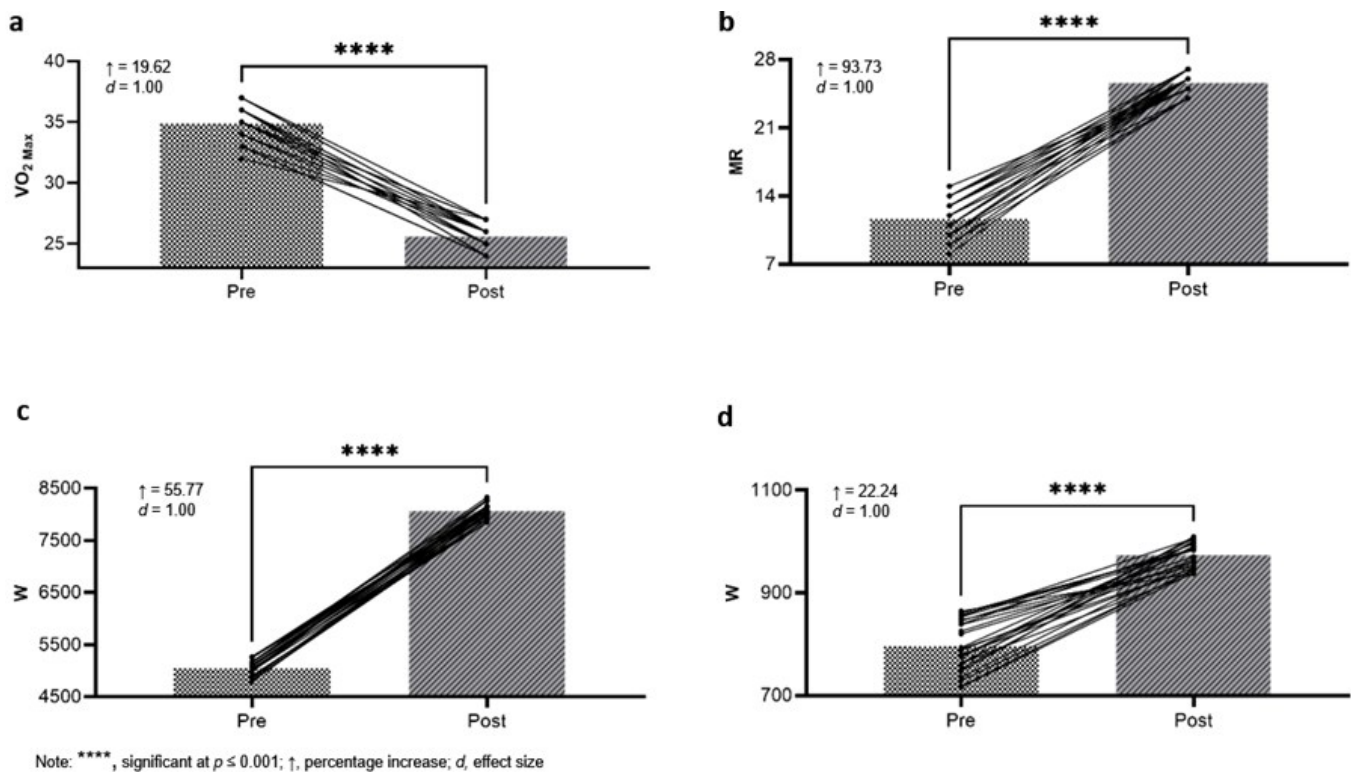 a
↑ = 19.62
d = 1.00
****
40
35
30
25
VO2 Max
Pre
Post
b
↑ = 93.73
d = 1.00
****
28
21
14
7
MR
Pre
Post
c
↑ = 55.77
d = 1.00
****
8500
7500
6500
5500
4500
W
Pre
Post
d
↑ = 22.24
d = 1.00
****
1100
900
700
W
Pre
Post
Note: ****, significant at p ≤ 0.001; ↑, percentage increase; d, effect size